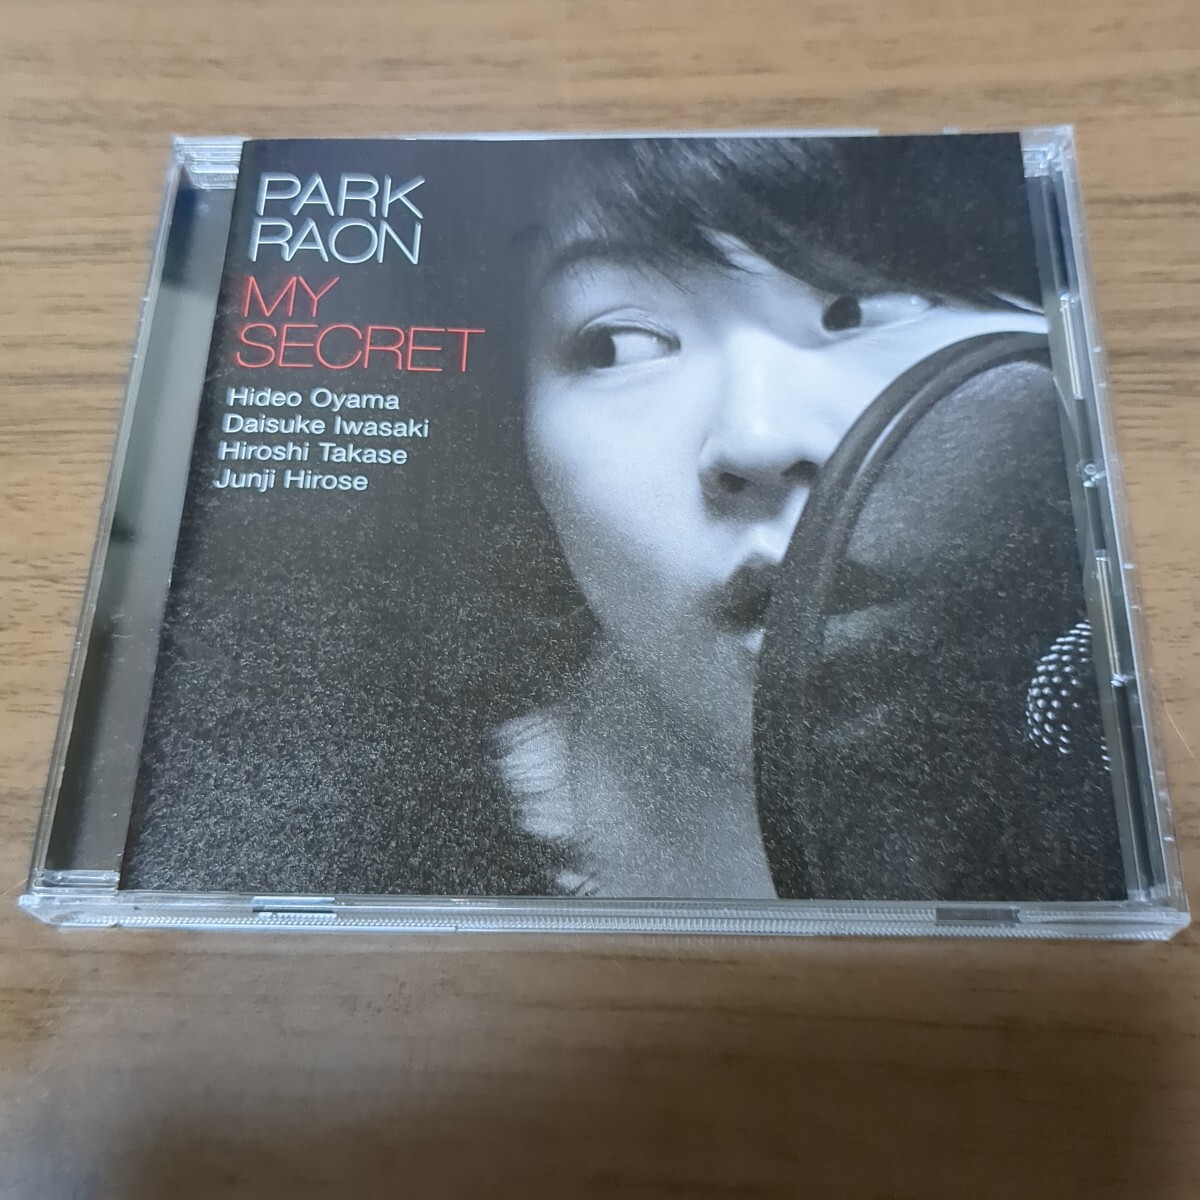 PARK
RAON
MY
SECRET
Hideo Oyama
Daisuke Iwasaki
Hiroshi Takase
Junji Hirose